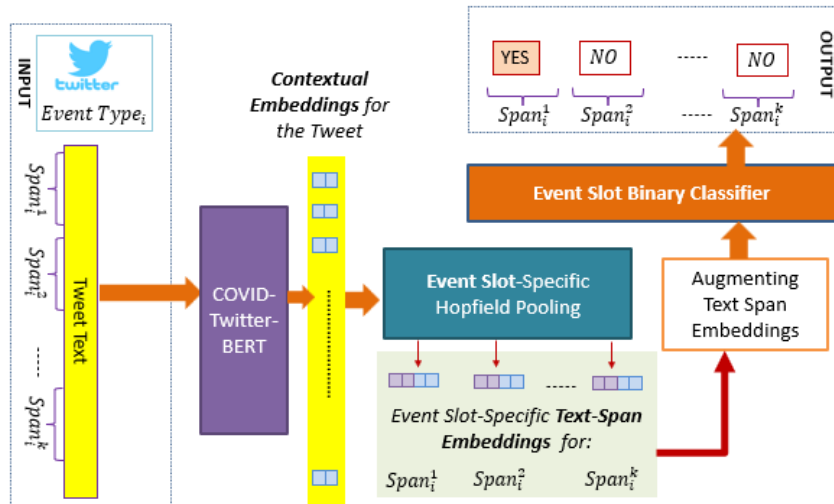 INPUT
twitter
Event Type_i
Span_i^1
Span_i^2
-----
Span_i^k
Tweet Text
COVID-
Twitter-
BERT
Contextual
Embeddings for
the Tweet
Event Slot-Specific
Hopfield Pooling
-----
Event Slot-Specific Text-Span
Embeddings for:
Span_i^1 Span_i^2 Span_i^k
Augmenting
Text Span
Embeddings
Event Slot Binary Classifier
OUTPUT
YES NO ----- NO
Span_i^1 Span_i^2 ----- Span_i^k